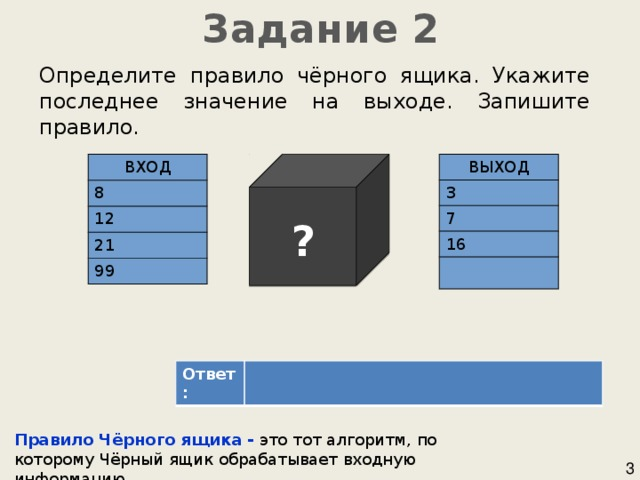 Задание 2
Определите правило чёрного ящика. Укажите
последнее значение на выходе. Запишите
правило.
ВХОД
8
12
21
99
?
ВЫХОД
3
7
16
Ответ
:
Правило Чёрного ящика - это тот алгоритм, по
которому Чёрный ящик обрабатывает входную
информацию
3